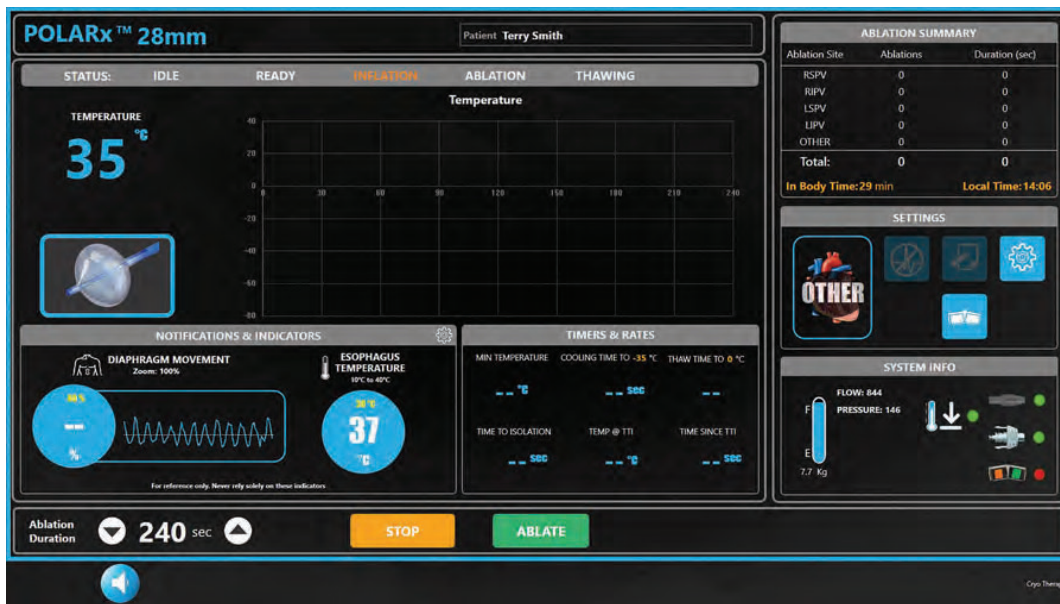 POLARx™ 28mm
Patient Terry Smith
STATUS: IDLE READY INFLATION ABLATION THAWING
TEMPERATURE
35 °C
Temperature
40
20
0
0 30 60 90 120 150 180 210 240
-20
-40
-60
-80
NOTIFICATIONS & INDICATORS
DIAPHRAGM MOVEMENT
Zoom: 100%
--
%
ESOPHAGUS
TEMPERATURE
10°C to 40°C
37
°C
For reference only. Never rely solely on these indicators
TIMERS & RATES
MIN TEMPERATURE COOLING TIME TO -35 °C THAW TIME TO 0 °C
-- °C -- sec --
TIME TO ISOLATION TEMP @ TTI TIME SINCE TTI
-- sec -- °C -- sec
Ablation
Duration
240 sec
STOP
ABLATE
ABLATION SUMMARY
Ablation Site Ablations Duration (sec)
RSPV 0 0
RIPV 0 0
LSPV 0 0
LIPV 0 0
OTHER 0 0
Total: 0 0
In Body Time: 29 min Local Time: 14:06
SETTINGS
OTHER
SYSTEM INFO
FLOW: 844
PRESSURE: 146
F
E
7.7 Kg